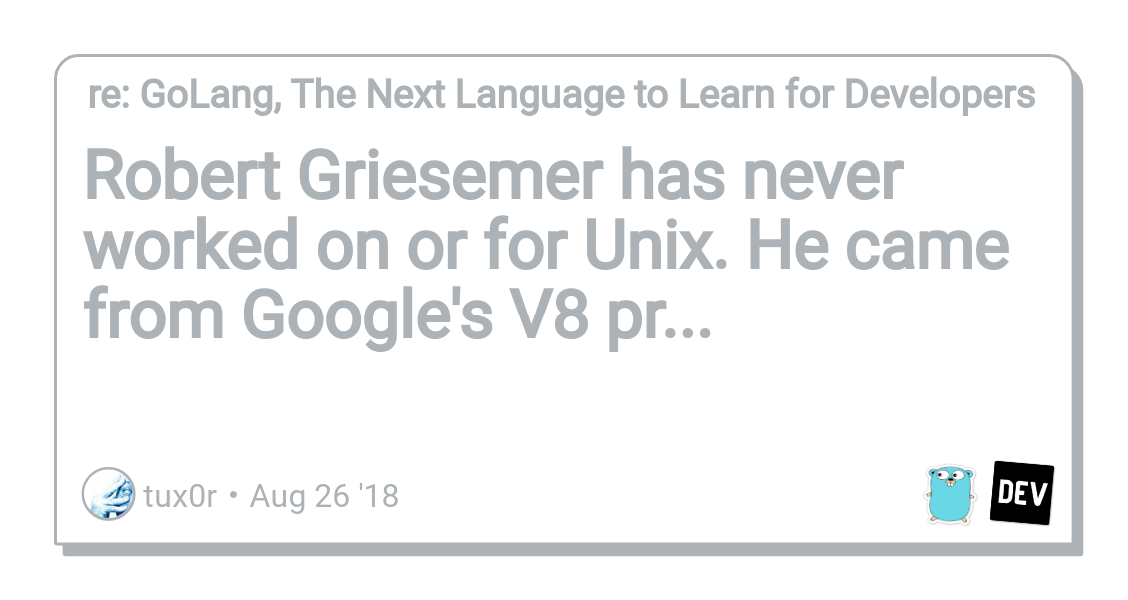 re: GoLang, The Next Language to Learn for Developers
Robert Griesemer has never
worked on or for Unix. He came
from Google's V8 pr...
tux0r • Aug 26 '18
DEV